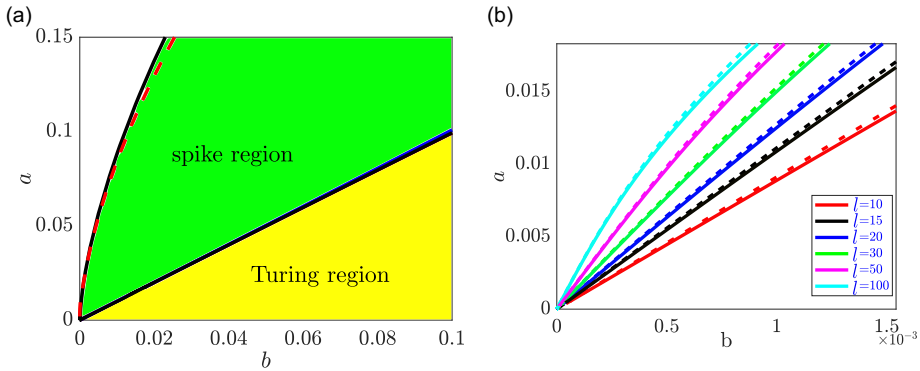 (a)
0.15
0.1
0.05
0
a
spike region
Turing region
0 0.02 0.04 0.06 0.08 0.1
b
(b)
0.015
0.01
0.005
0
a
l=10
l=15
l=20
l=30
l=50
l=100
0 0.5 1 1.5
×10⁻³
b